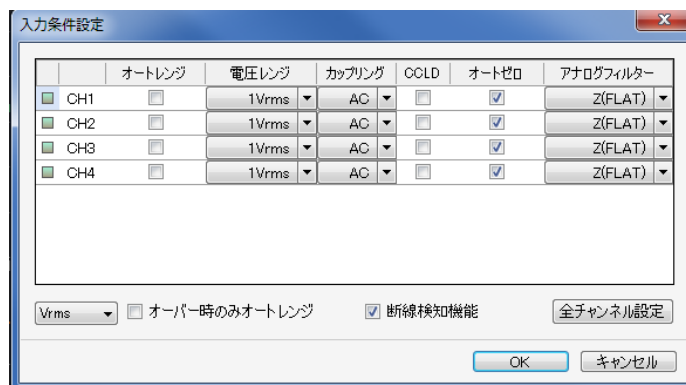 入力条件設定
オートレンジ 電圧レンジ カップリング CCLD オートゼロ アナログフィルター
CH1 1Vrms AC Z(FLAT)
CH2 1Vrms AC Z(FLAT)
CH3 1Vrms AC Z(FLAT)
CH4 1Vrms AC Z(FLAT)
Vrms オーバー時のみオートレンジ 断線検知機能 全チャンネル設定
OK キャンセル